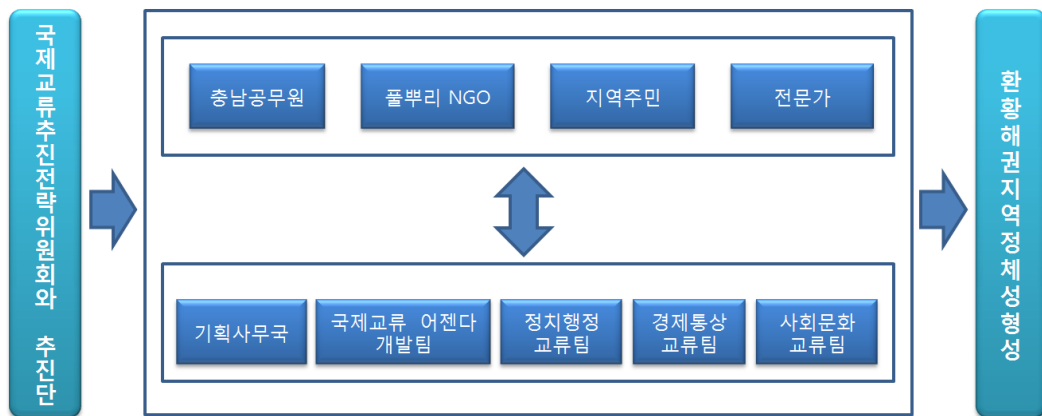 국제교류추진전략위원회와 추진단
충남공무원
풀뿌리 NGO
지역주민
전문가
기획사무국
국제교류 어젠다
개발팀
정치행정
교류팀
경제통상
교류팀
사회문화
교류팀
환황해권지역정체성형성